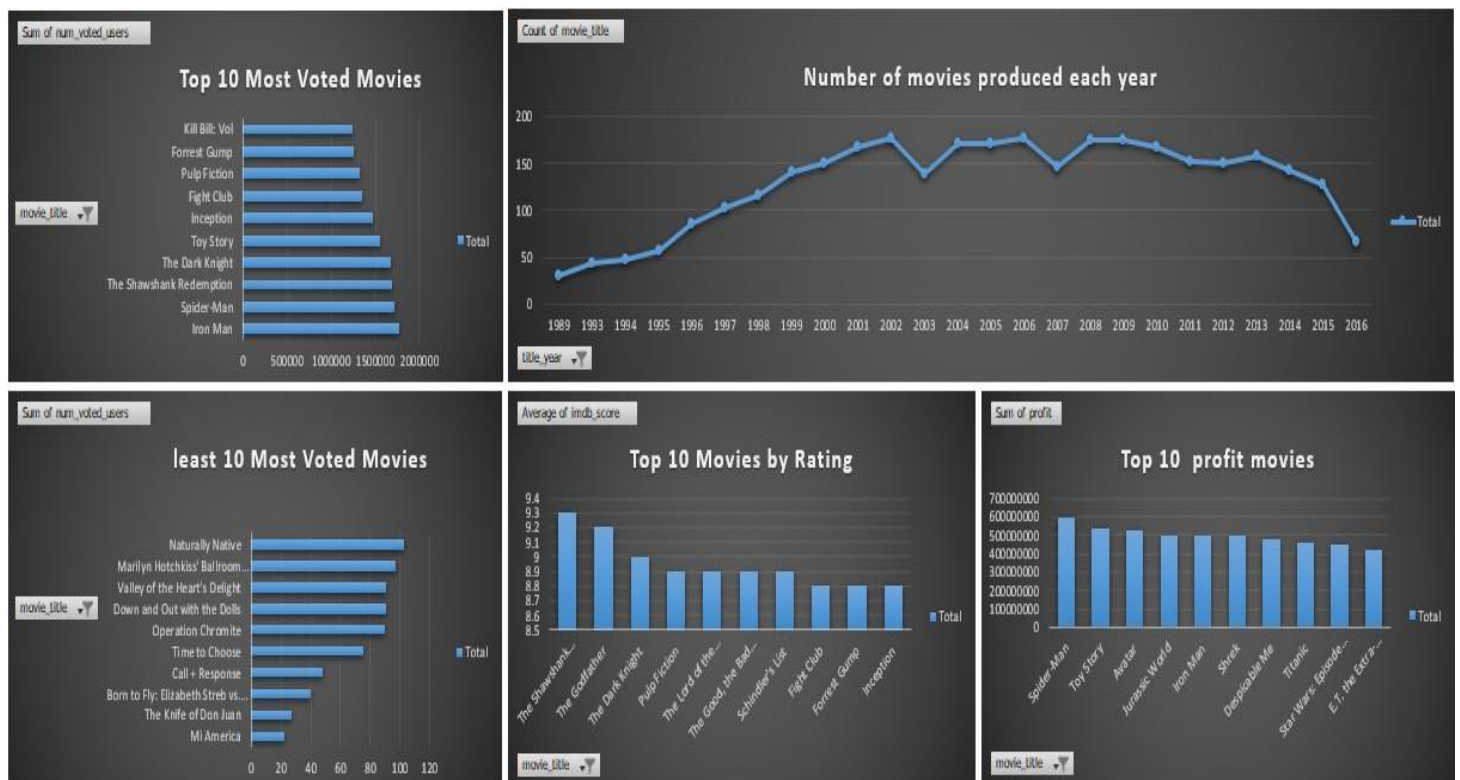 Sum of num_voted_users
Top 10 Most Voted Movies
Kill Bill: Vol
Forrest Gump
Pulp Fiction
Fight Club
Inception
Toy Story
The Dark Knight
The Shawshank Redemption
Spider-Man
Iron Man
movie_title
Total
0 500000 1000000 1500000 2000000
Count of movie_title
Number of movies produced each year
200
150
100
50
0
1989 1993 1994 1995 1996 1997 1998 1999 2000 2001 2002 2003 2004 2005 2006 2007 2008 2009 2010 2011 2012 2013 2014 2015 2016
Total
title_year
Sum of num_voted_users
least 10 Most Voted Movies
Naturally Native
Marilyn Hotchkiss' Ballroom...
Valley of the Heart's Delight
Down and Out with the Dolls
Operation Chromite
Time to Choose
Call + Response
Born to Fly: Elizabeth Streb vs....
The Knife of Don Juan
Mi America
movie_title
Total
0 20 40 60 80 100 120
Average of imdb_score
Top 10 Movies by Rating
9.4
9.3
9.2
9.1
9
8.9
8.8
8.7
8.6
8.5
The Shawshank...
The Godfather
The Dark Knight
Pulp Fiction
The Lord of the...
The Good, the Bad...
Schindler's List
Fight Club
Forrest Gump
Inception
Total
movie_title
Sum of profit
Top 10 profit movies
700000000
600000000
500000000
400000000
300000000
200000000
100000000
0
Spider-Man
Toy Story
Avatar
Jurassic World
Iron Man
Shrek
Despicable Me
Titanic
Star Wars: Episode...
E.T. the Extra-...
Total
movie_title